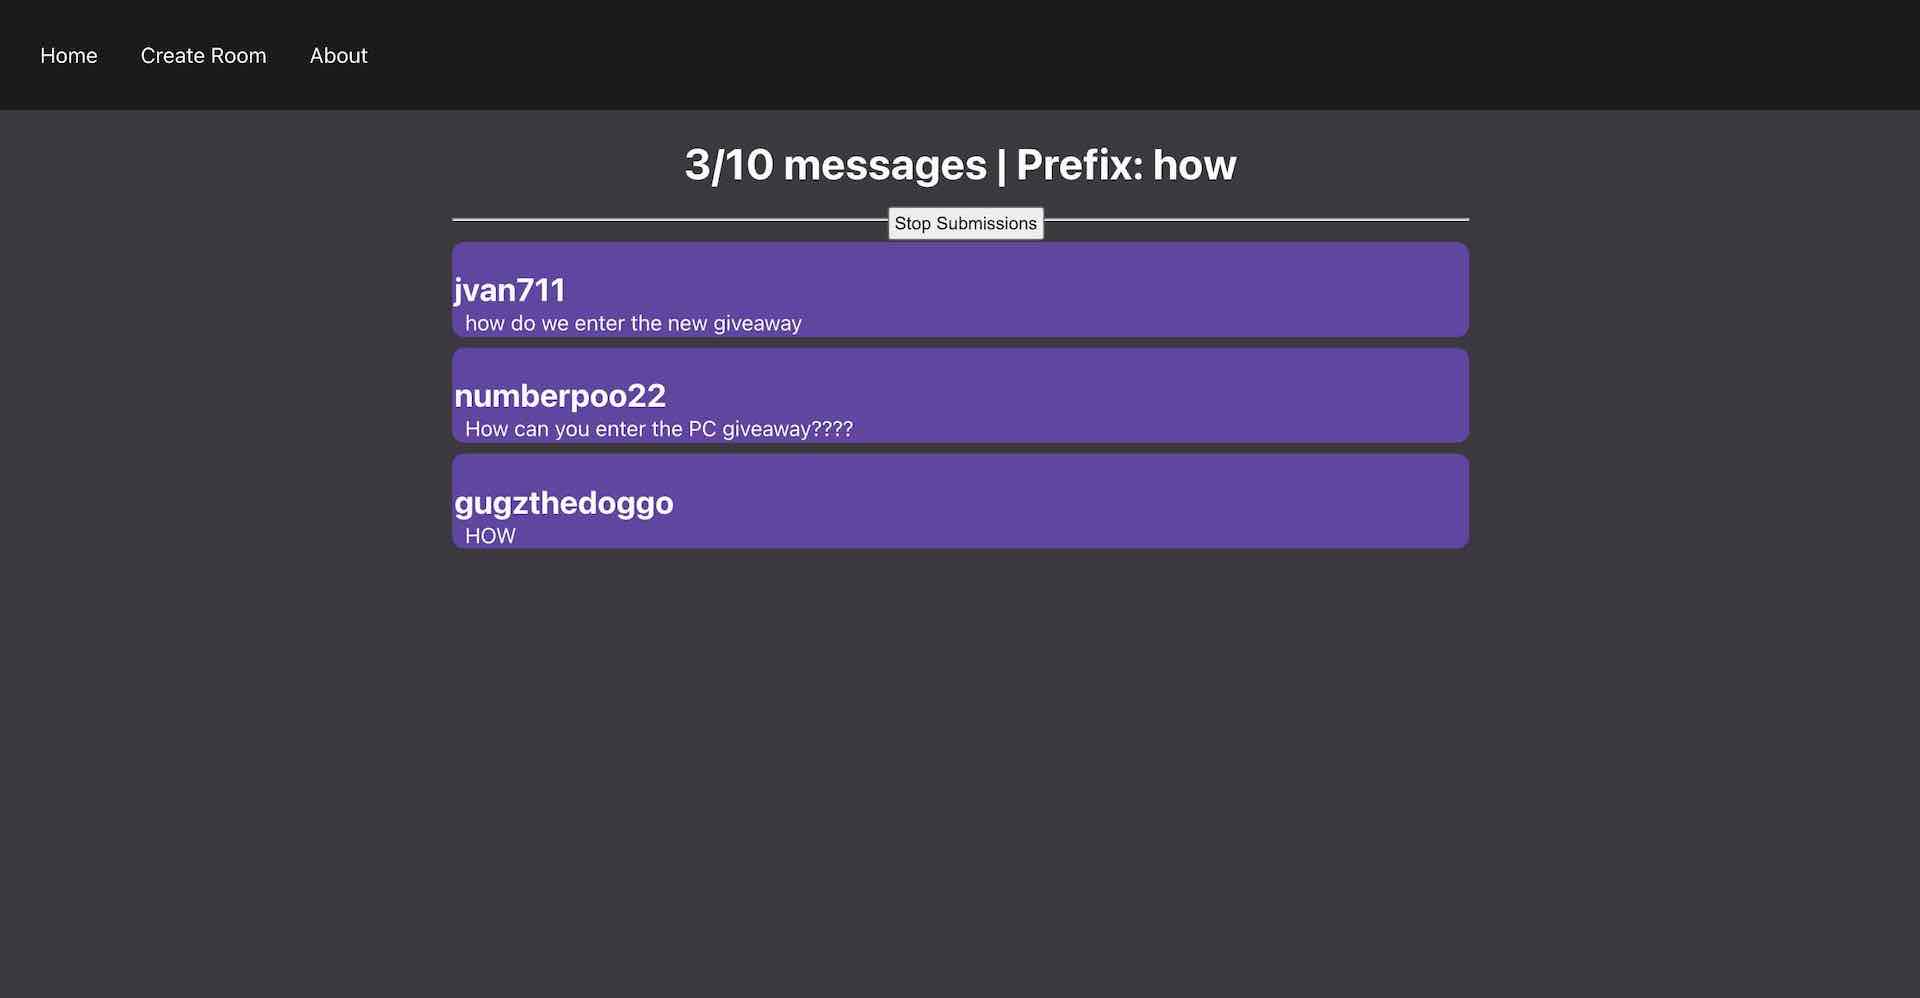 Home Create Room About
3/10 messages | Prefix: how
Stop Submissions
jvan711
how do we enter the new giveaway
numberpoo22
How can you enter the PC giveaway????
gugzthedoggo
HOW